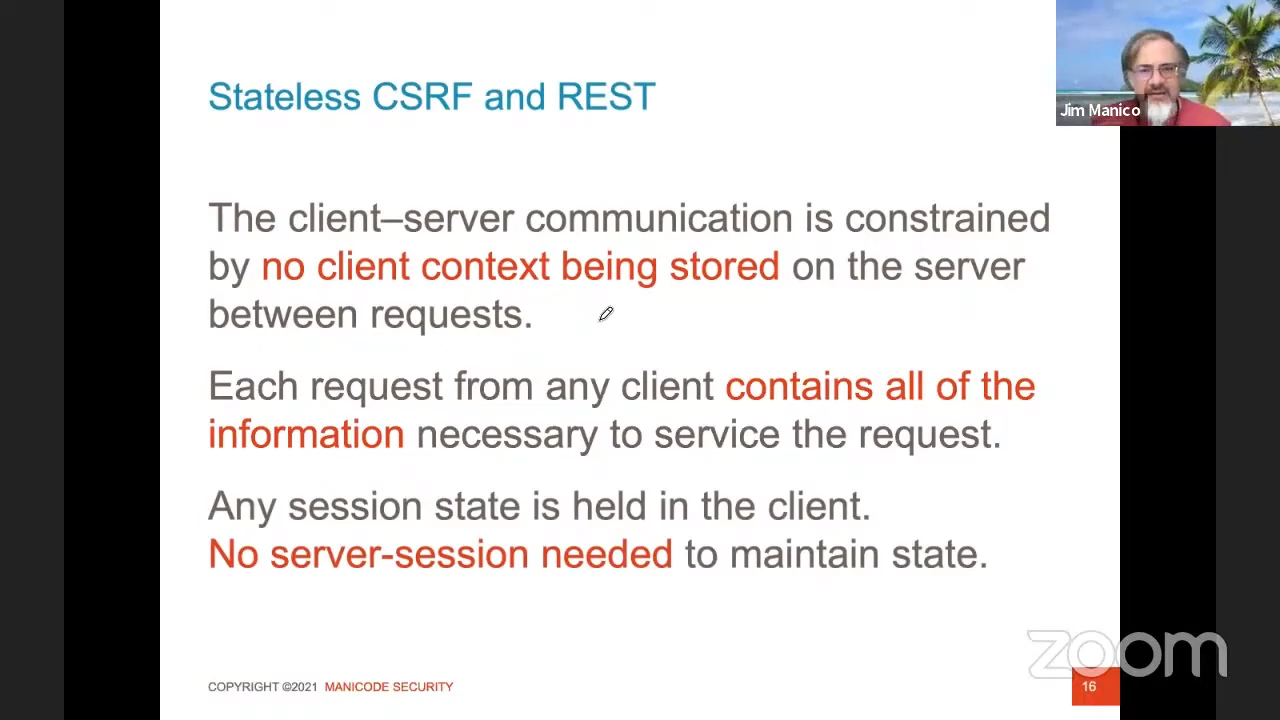 Stateless CSRF and REST
Jim Manico
The client–server communication is constrained
by no client context being stored on the server
between requests.
Each request from any client contains all of the
information necessary to service the request.
Any session state is held in the client.
No server-session needed to maintain state.
zoom
COPYRIGHT ©2021 MANICODE SECURITY
16